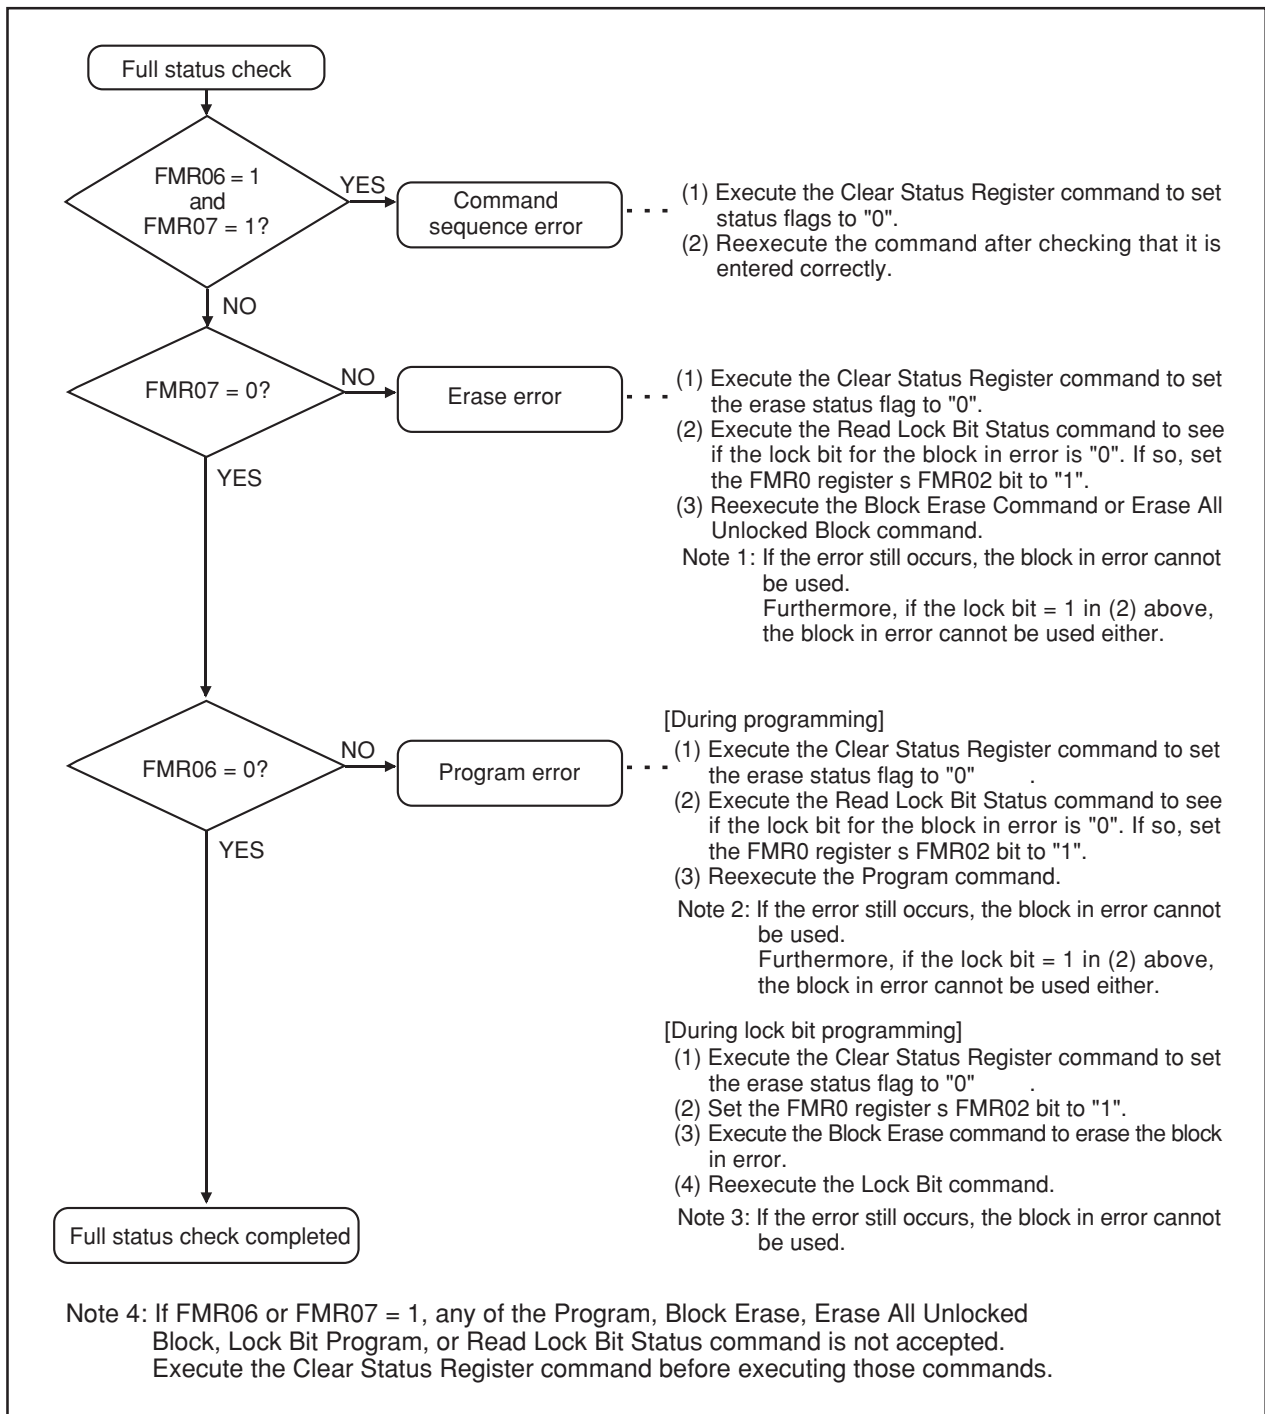 Full status check
FMR06 = 1
and
FMR07 = 1?
YES
Command
sequence error
(1) Execute the Clear Status Register command to set
status flags to "0".
(2) Reexecute the command after checking that it is
entered correctly.
NO
FMR07 = 0?
NO
Erase error
(1) Execute the Clear Status Register command to set
the erase status flag to "0".
(2) Execute the Read Lock Bit Status command to see
if the lock bit for the block in error is "0". If so, set
the FMR0 register s FMR02 bit to "1".
(3) Reexecute the Block Erase Command or Erase All
Unlocked Block command.
Note 1: If the error still occurs, the block in error cannot
be used.
Furthermore, if the lock bit = 1 in (2) above,
the block in error cannot be used either.
YES
FMR06 = 0?
NO
Program error
[During programming]
(1) Execute the Clear Status Register command to set
the erase status flag to "0" .
(2) Execute the Read Lock Bit Status command to see
if the lock bit for the block in error is "0". If so, set
the FMR0 register s FMR02 bit to "1".
(3) Reexecute the Program command.
Note 2: If the error still occurs, the block in error cannot
be used.
Furthermore, if the lock bit = 1 in (2) above,
the block in error cannot be used either.
[During lock bit programming]
(1) Execute the Clear Status Register command to set
the erase status flag to "0" .
(2) Set the FMR0 register s FMR02 bit to "1".
(3) Execute the Block Erase command to erase the block
in error.
(4) Reexecute the Lock Bit command.
Note 3: If the error still occurs, the block in error cannot
be used.
YES
Full status check completed
Note 4: If FMR06 or FMR07 = 1, any of the Program, Block Erase, Erase All Unlocked
Block, Lock Bit Program, or Read Lock Bit Status command is not accepted.
Execute the Clear Status Register command before executing those commands.